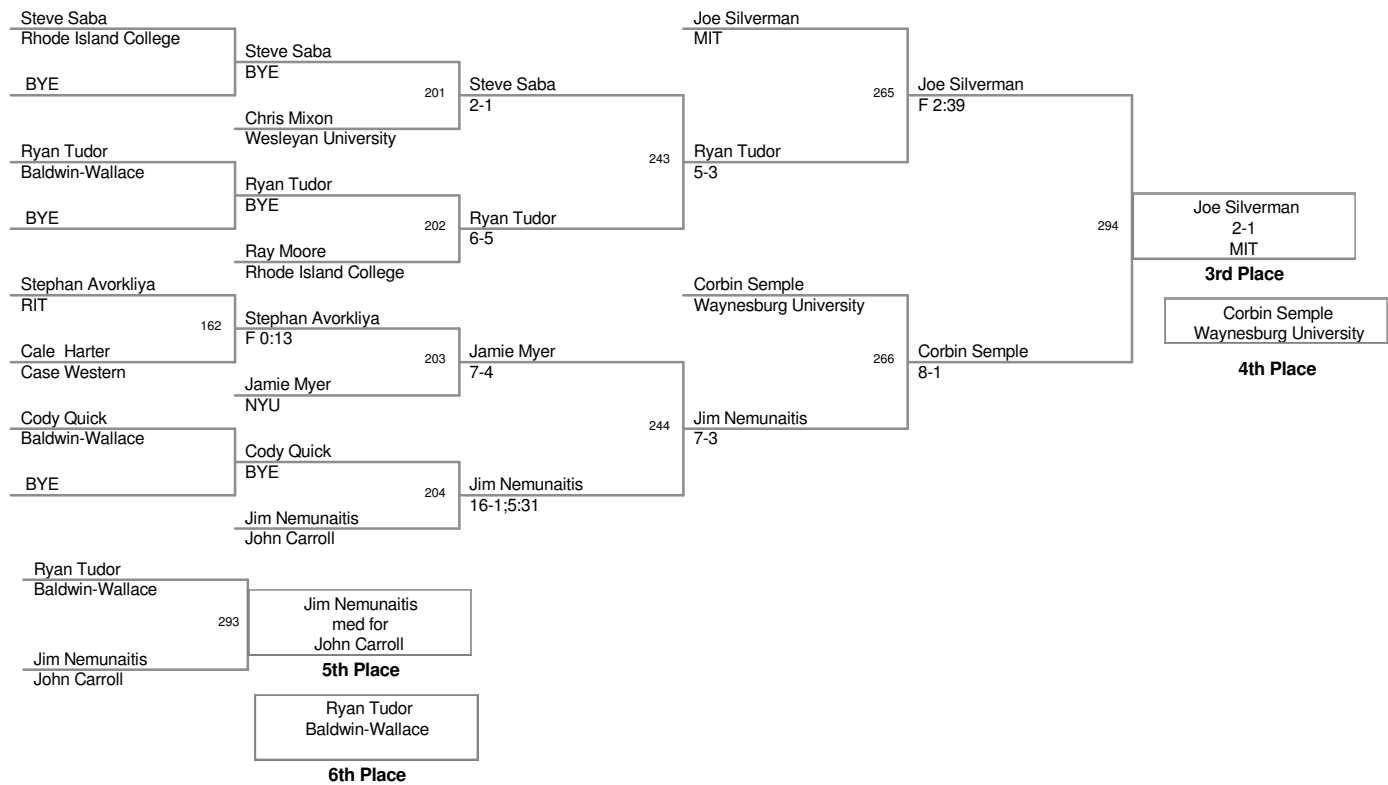 Steve Saba
Rhode Island College
BYE
Steve Saba
BYE
201
Chris Mixon
Wesleyan University
Steve Saba
2-1
Ryan Tudor
Baldwin-Wallace
BYE
Ryan Tudor
BYE
202
Ray Moore
Rhode Island College
Ryan Tudor
6-5
243
Stephan Avorkliya
RIT
162
Cale Harter
Case Western
Stephan Avorkliya
F 0:13
203
Jamie Myer
NYU
Jamie Myer
7-4
Cody Quick
Baldwin-Wallace
BYE
Cody Quick
BYE
204
Jim Nemunaitis
John Carroll
Jim Nemunaitis
16-1;5:31
244
Joe Silverman
MIT
265
Ryan Tudor
5-3
Joe Silverman
F 2:39
Corbin Semple
Waynesburg University
266
Jim Nemunaitis
7-3
Corbin Semple
8-1
294
Joe Silverman
2-1
MIT
3rd Place
Corbin Semple
Waynesburg University
4th Place
Ryan Tudor
Baldwin-Wallace
293
Jim Nemunaitis
John Carroll
Jim Nemunaitis
med for
John Carroll
5th Place
Ryan Tudor
Baldwin-Wallace
6th Place